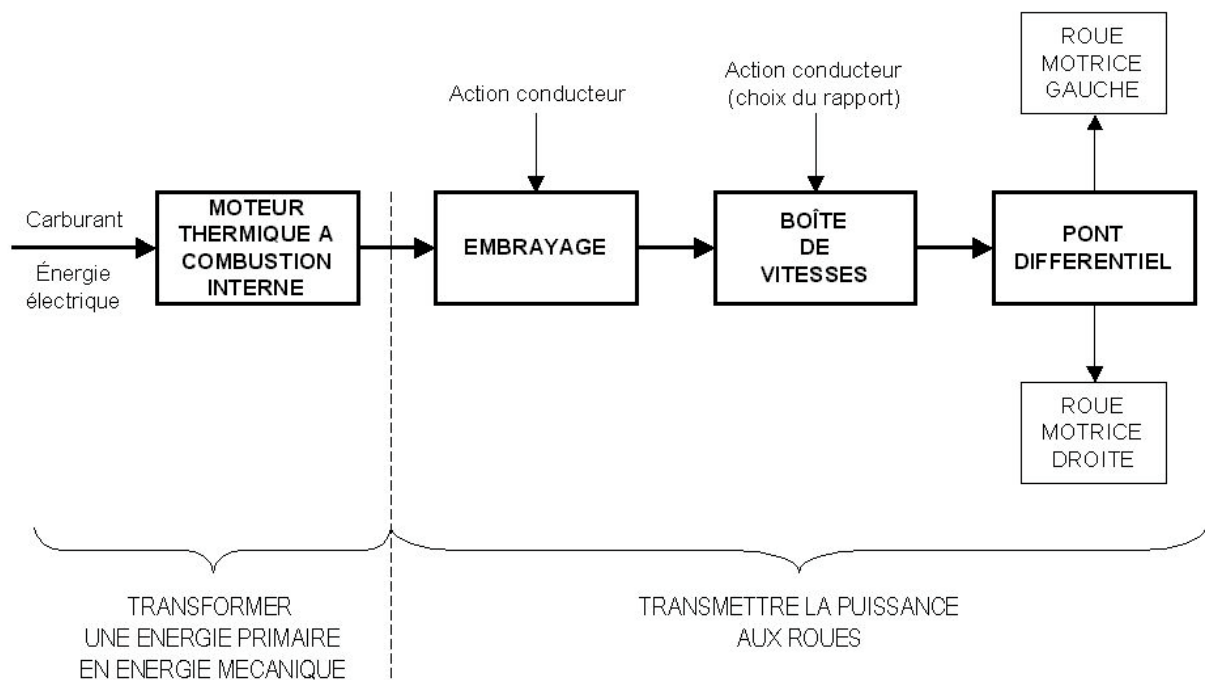 ROUE
MOTRICE
GAUCHE
Action conducteur
(choix du rapport)
Action conducteur
Carburant
Énergie
électrique
MOTEUR
THERMIQUE A
COMBUSTION
INTERNE
EMBRAYAGE
BOÎTE
DE
VITESSES
PONT
DIFFERENTIEL
ROUE
MOTRICE
DROITE
TRANSFORMER
UNE ENERGIE PRIMAIRE
EN ENERGIE MECANIQUE
TRANSMETTRE LA PUISSANCE
AUX ROUES